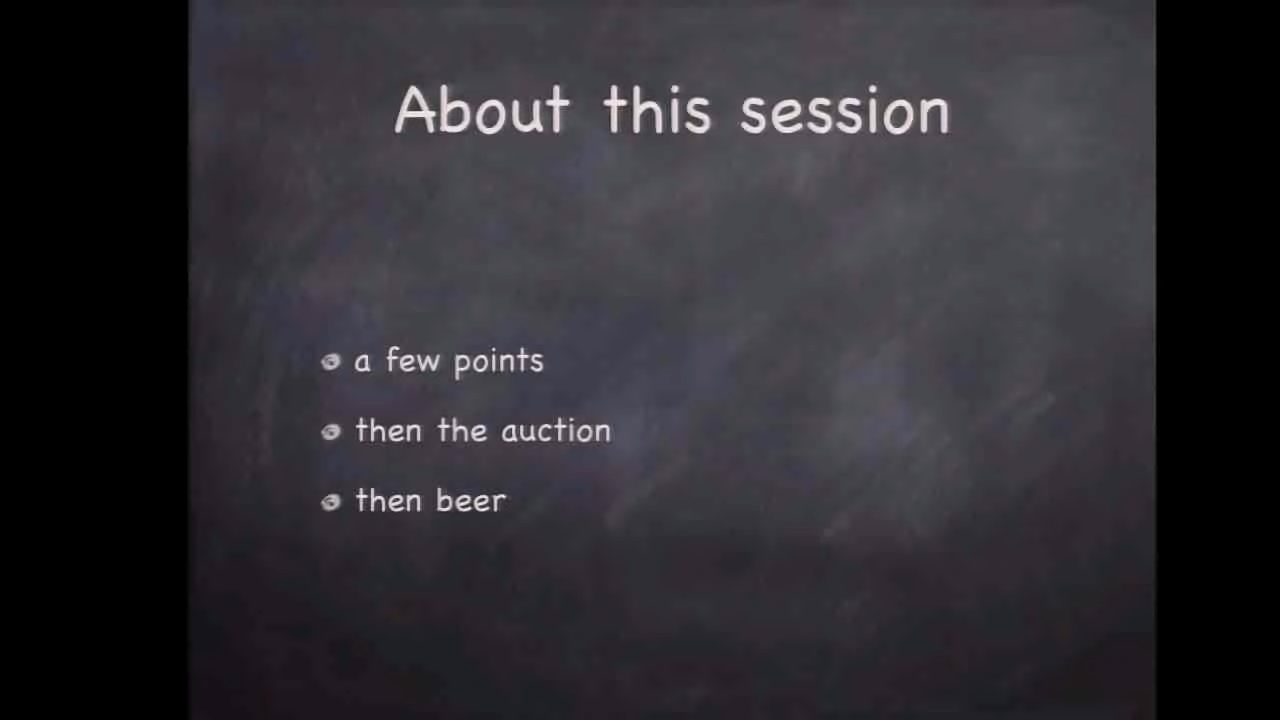 About this session
a few points
then the auction
then beer